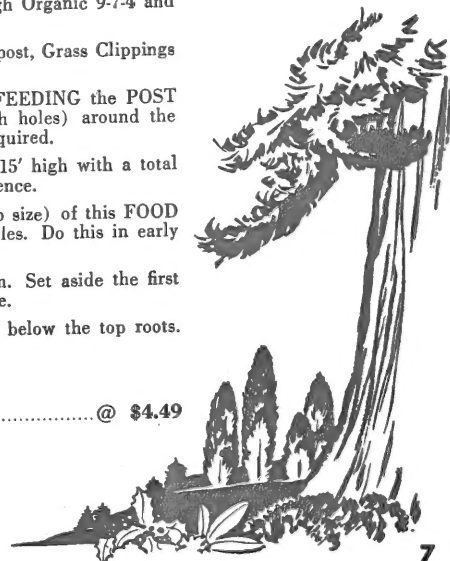 gh Organic 9-7-4 and
post, Grass Clippings
FEEDING the POST
h holes) around the
quired.
15' high with a total
ence.
p size) of this FOOD
les. Do this in early
n. Set aside the first
e.
below the top roots.
................@ $4.49
7